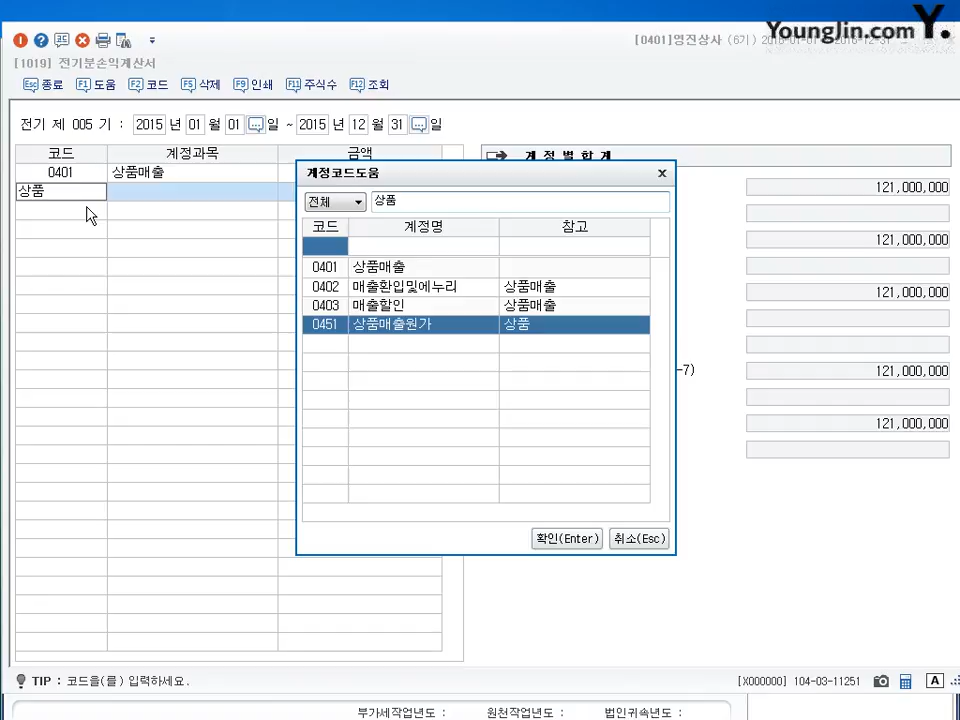 YoungJin.com Y.
[0401]영진상사 (6기)
[1019] 전기분손익계산서
Esc 종료 F1 도움 F2 코드 F5 삭제 F9 인쇄 F11 주식수 F12 조회
전기 제 005 기 : 2015 년 01 월 01 일 ~ 2015 년 12 월 31 일
코드 계정과목 금액
계 정 별 합 계
0401 상품매출
상품
계정코드도움 x
전체 상품
코드 계정명 참고
0401 상품매출
0402 매출환입및에누리 상품매출
0403 매출할인 상품매출
0451 상품매출원가 상품
확인(Enter) 취소(Esc)
121,000,000
121,000,000
121,000,000
-7) 121,000,000
121,000,000
TIP : 코드을(를) 입력하세요.
[X000000] 104-03-11251 A
부가세작업년도 : 원천작업년도 : 법인귀속년도 :